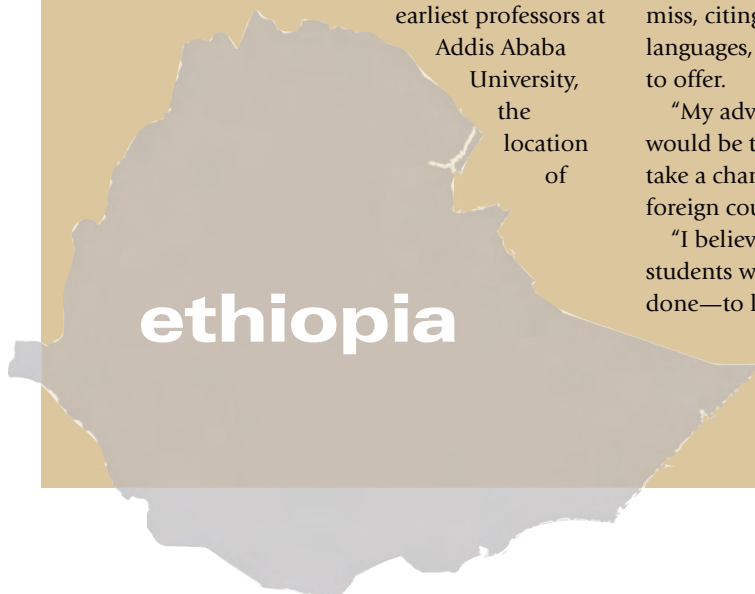 earliest professors at
Addis Ababa
University,
the
location
of
miss, citing
languages,
to offer.
"My adv
would be t
take a chan
foreign cou
"I believ
students w
done—to l
ethiopia